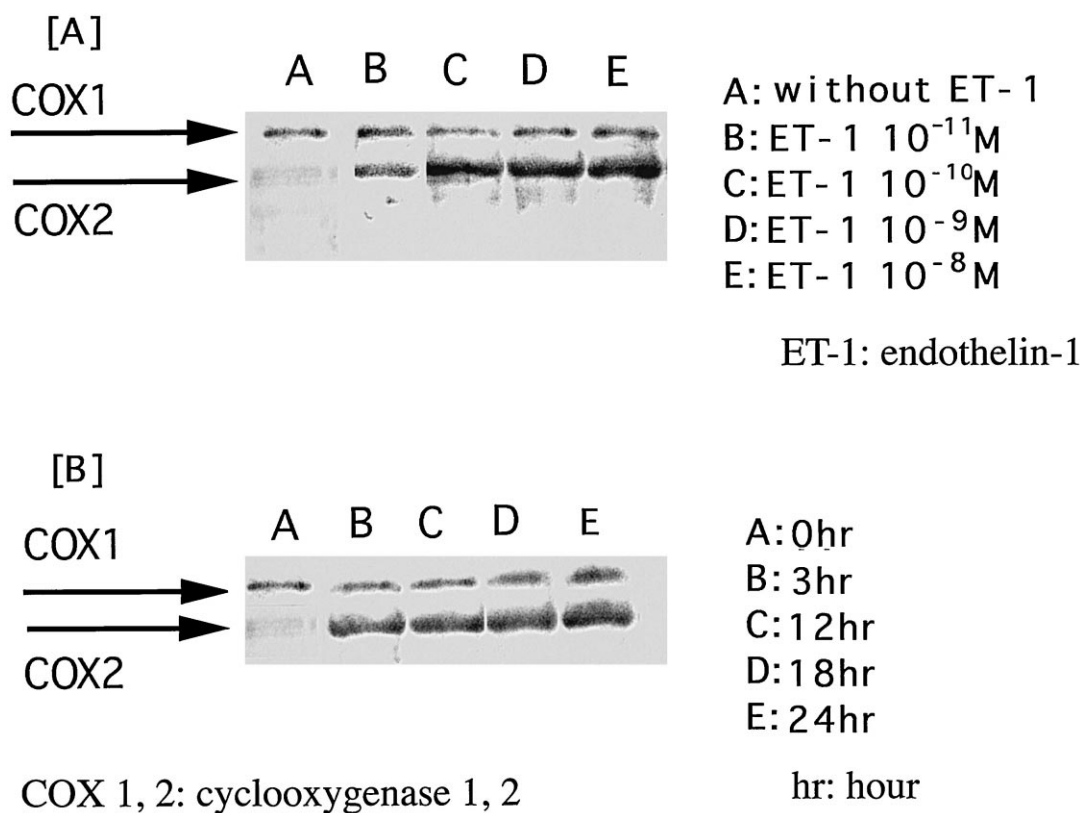 [A]
A B C D E
COX1
COX2
A: without ET-1
B: ET-1 10⁻¹¹M
C: ET-1 10⁻¹⁰M
D: ET-1 10⁻⁹M
E: ET-1 10⁻⁸M
ET-1: endothelin-1
[B]
A B C D E
COX1
COX2
A: 0hr
B: 3hr
C: 12hr
D: 18hr
E: 24hr
COX 1, 2: cyclooxygenase 1, 2
hr: hour